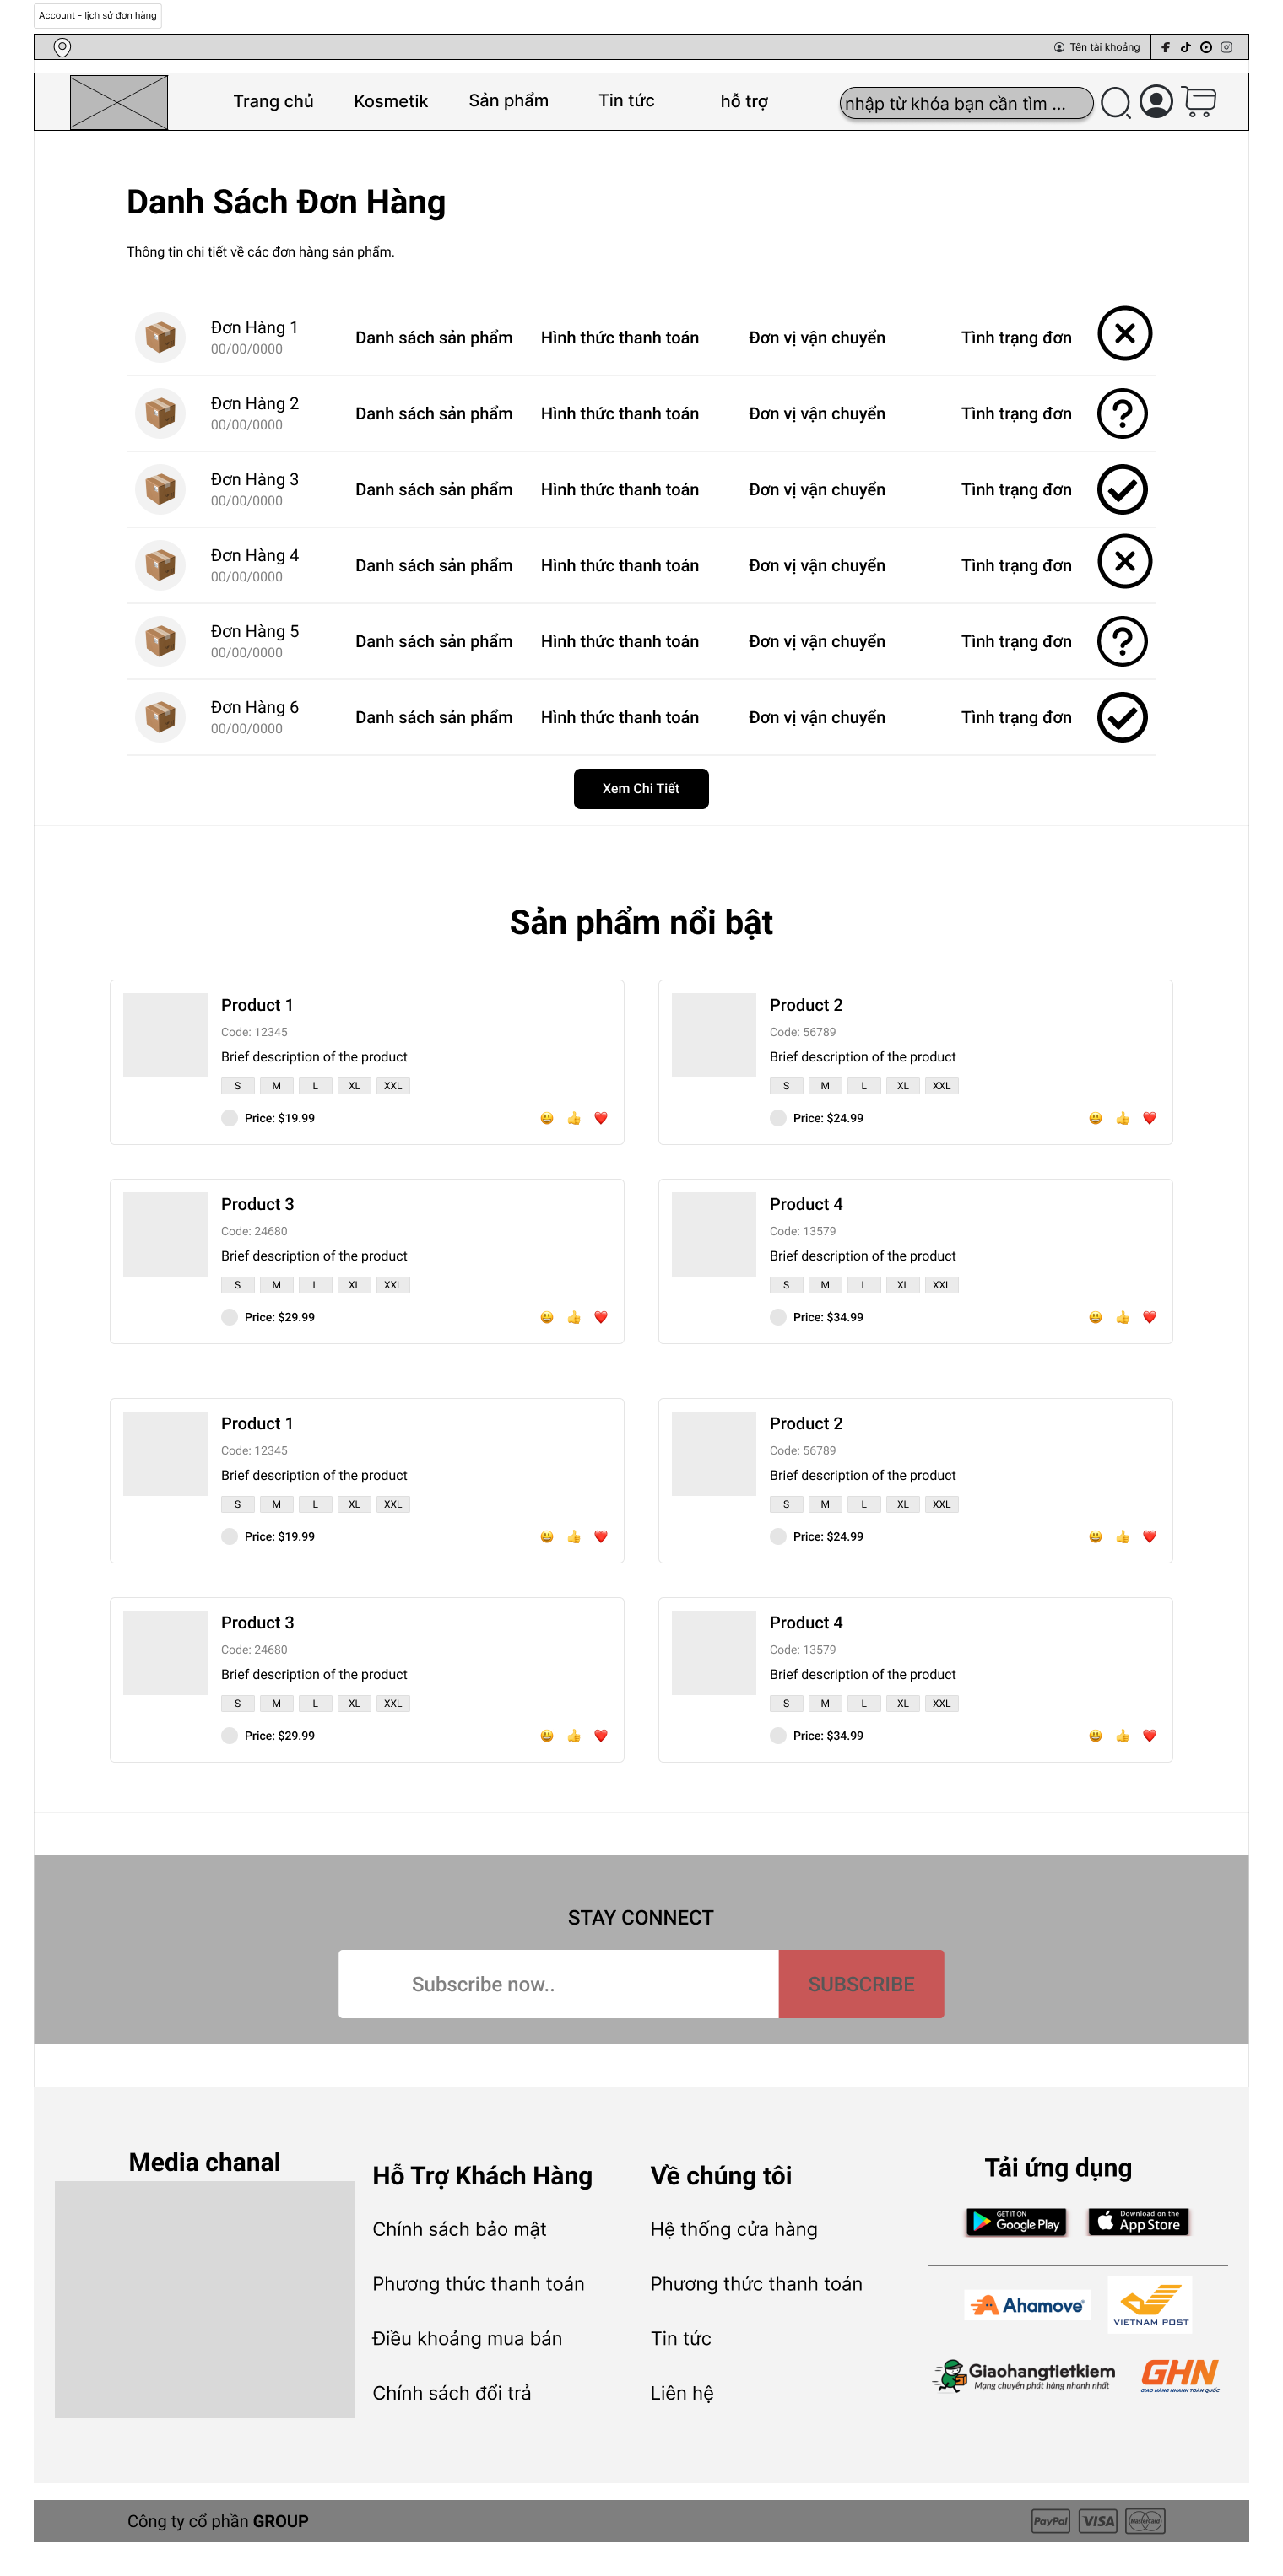 Account - lịch sử đơn hàng
Tên tài khoảng
Trang chủ Kosmetik Sản phẩm Tin tức hỗ trợ nhập từ khóa bạn cần tìm ...
Danh Sách Đơn Hàng
Thông tin chi tiết về các đơn hàng sản phẩm.
Đơn Hàng 1
00/00/0000
Danh sách sản phẩm Hình thức thanh toán Đơn vị vận chuyển Tình trạng đơn
Đơn Hàng 2
00/00/0000
Danh sách sản phẩm Hình thức thanh toán Đơn vị vận chuyển Tình trạng đơn
Đơn Hàng 3
00/00/0000
Danh sách sản phẩm Hình thức thanh toán Đơn vị vận chuyển Tình trạng đơn
Đơn Hàng 4
00/00/0000
Danh sách sản phẩm Hình thức thanh toán Đơn vị vận chuyển Tình trạng đơn
Đơn Hàng 5
00/00/0000
Danh sách sản phẩm Hình thức thanh toán Đơn vị vận chuyển Tình trạng đơn
Đơn Hàng 6
00/00/0000
Danh sách sản phẩm Hình thức thanh toán Đơn vị vận chuyển Tình trạng đơn
Xem Chi Tiết
Sản phẩm nổi bật
Product 1
Code: 12345
Brief description of the product
S M L XL XXL
Price: $19.99
Product 2
Code: 56789
Brief description of the product
S M L XL XXL
Price: $24.99
Product 3
Code: 24680
Brief description of the product
S M L XL XXL
Price: $29.99
Product 4
Code: 13579
Brief description of the product
S M L XL XXL
Price: $34.99
Product 1
Code: 12345
Brief description of the product
S M L XL XXL
Price: $19.99
Product 2
Code: 56789
Brief description of the product
S M L XL XXL
Price: $24.99
Product 3
Code: 24680
Brief description of the product
S M L XL XXL
Price: $29.99
Product 4
Code: 13579
Brief description of the product
S M L XL XXL
Price: $34.99
STAY CONNECT
Subscribe now..
SUBSCRIBE
Media chanal
Hỗ Trợ Khách Hàng
Chính sách bảo mật
Phương thức thanh toán
Điều khoảng mua bán
Chính sách đổi trả
Về chúng tôi
Hệ thống cửa hàng
Phương thức thanh toán
Tin tức
Liên hệ
Tải ứng dụng
GET IT ON
Google Play
Download on the
App Store
Ahamove
VIETNAM POST
Giaohangtietkiem
Mạng chuyển phát hàng nhanh nhất
GHN
GIAO HÀNG NHANH TOÀN QUỐC
Công ty cổ phần GROUP
PayPal VISA MasterCard